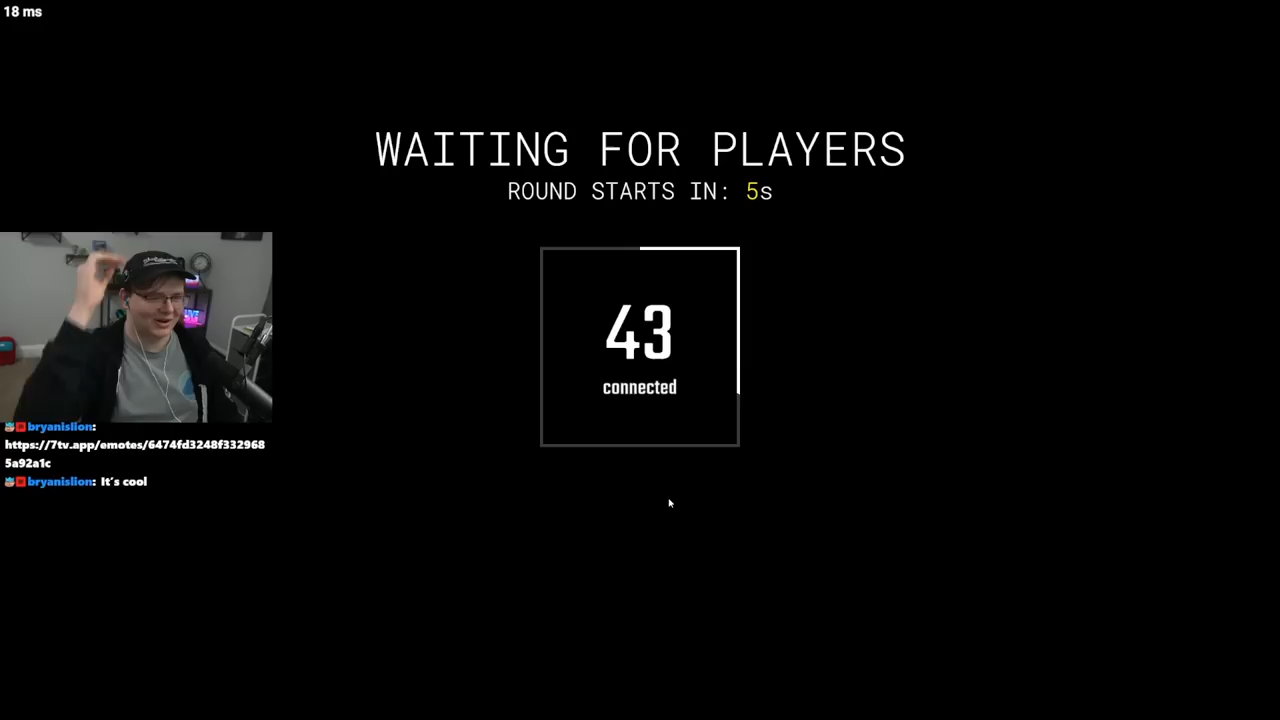 18 ms
WAITING FOR PLAYERS
ROUND STARTS IN: 5s
43
connected
bryanislion:
https://7tv.app/emotes/6474fd3248f332968
5a92a1c
bryanislion: It's cool